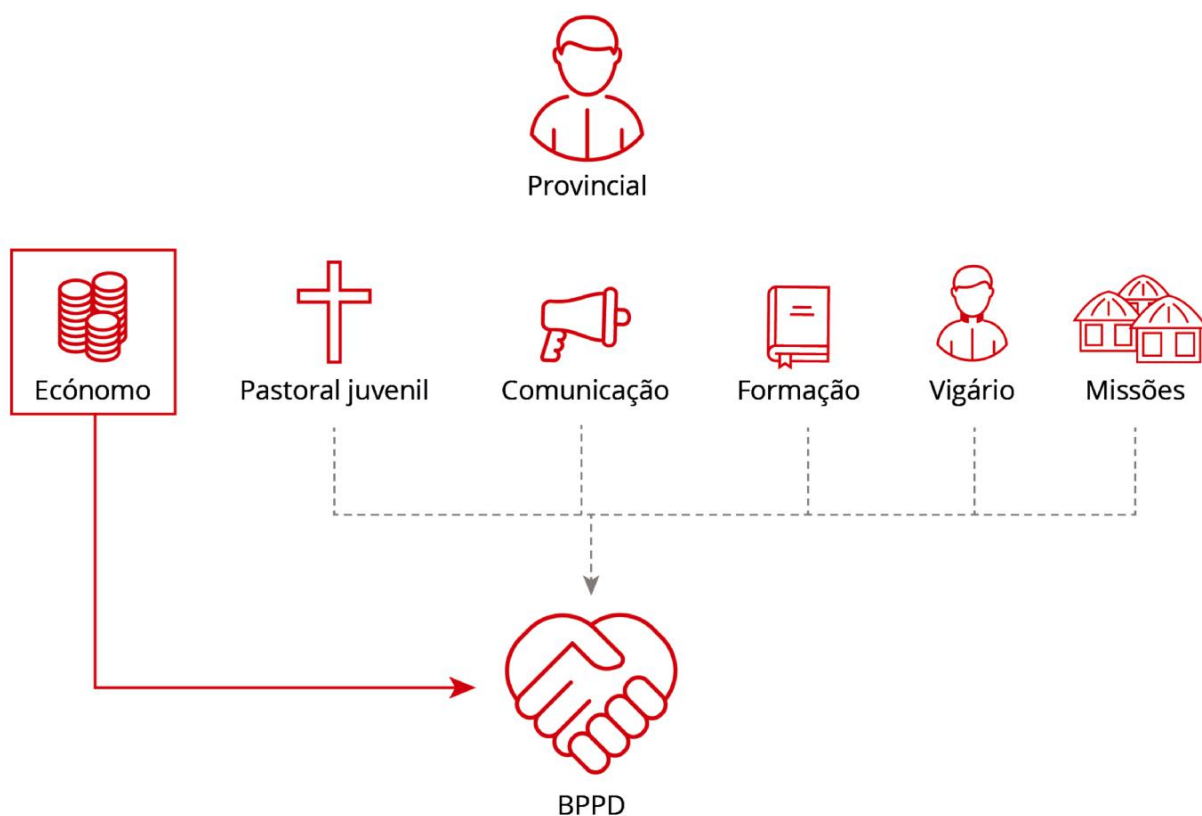 Provincial
Ecónomo
Pastoral juvenil
Comunicação
Formação
Vigário
Missões
BPPD